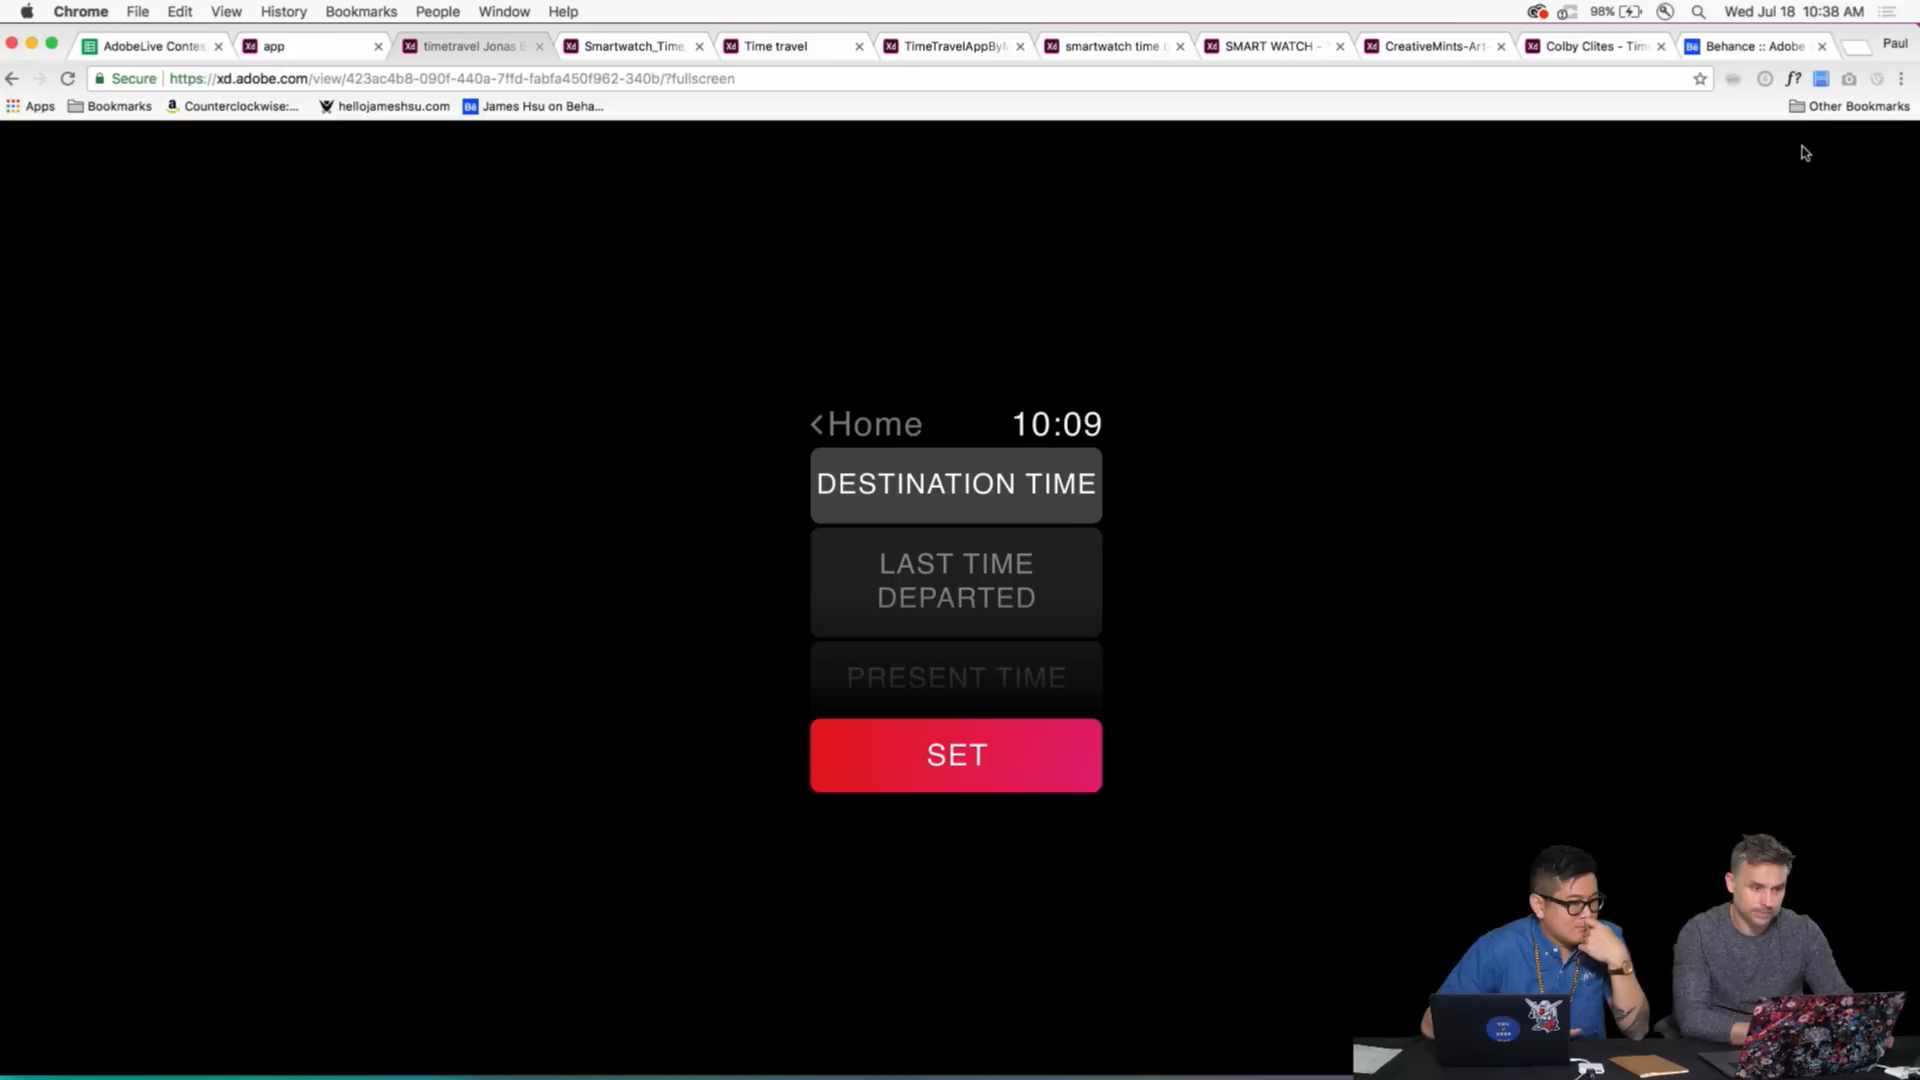 Chrome File Edit View History Bookmarks People Window Help 98% Wed Jul 18 10:38 AM
AdobeLive Contes app timetravel Jonas B Smartwatch_Time Time travel TimeTravelAppBy smartwatch time SMART WATCH - CreativeMints-Art- Colby Clites - Tim Behance :: Adobe Paul
Secure https://xd.adobe.com/view/423ac4b8-090f-440a-7ffd-fabfa450f962-340b/?fullscreen
Apps Bookmarks Counterclockwise:... hellojameshsu.com James Hsu on Beha... Other Bookmarks
<Home 10:09
DESTINATION TIME
LAST TIME
DEPARTED
PRESENT TIME
SET